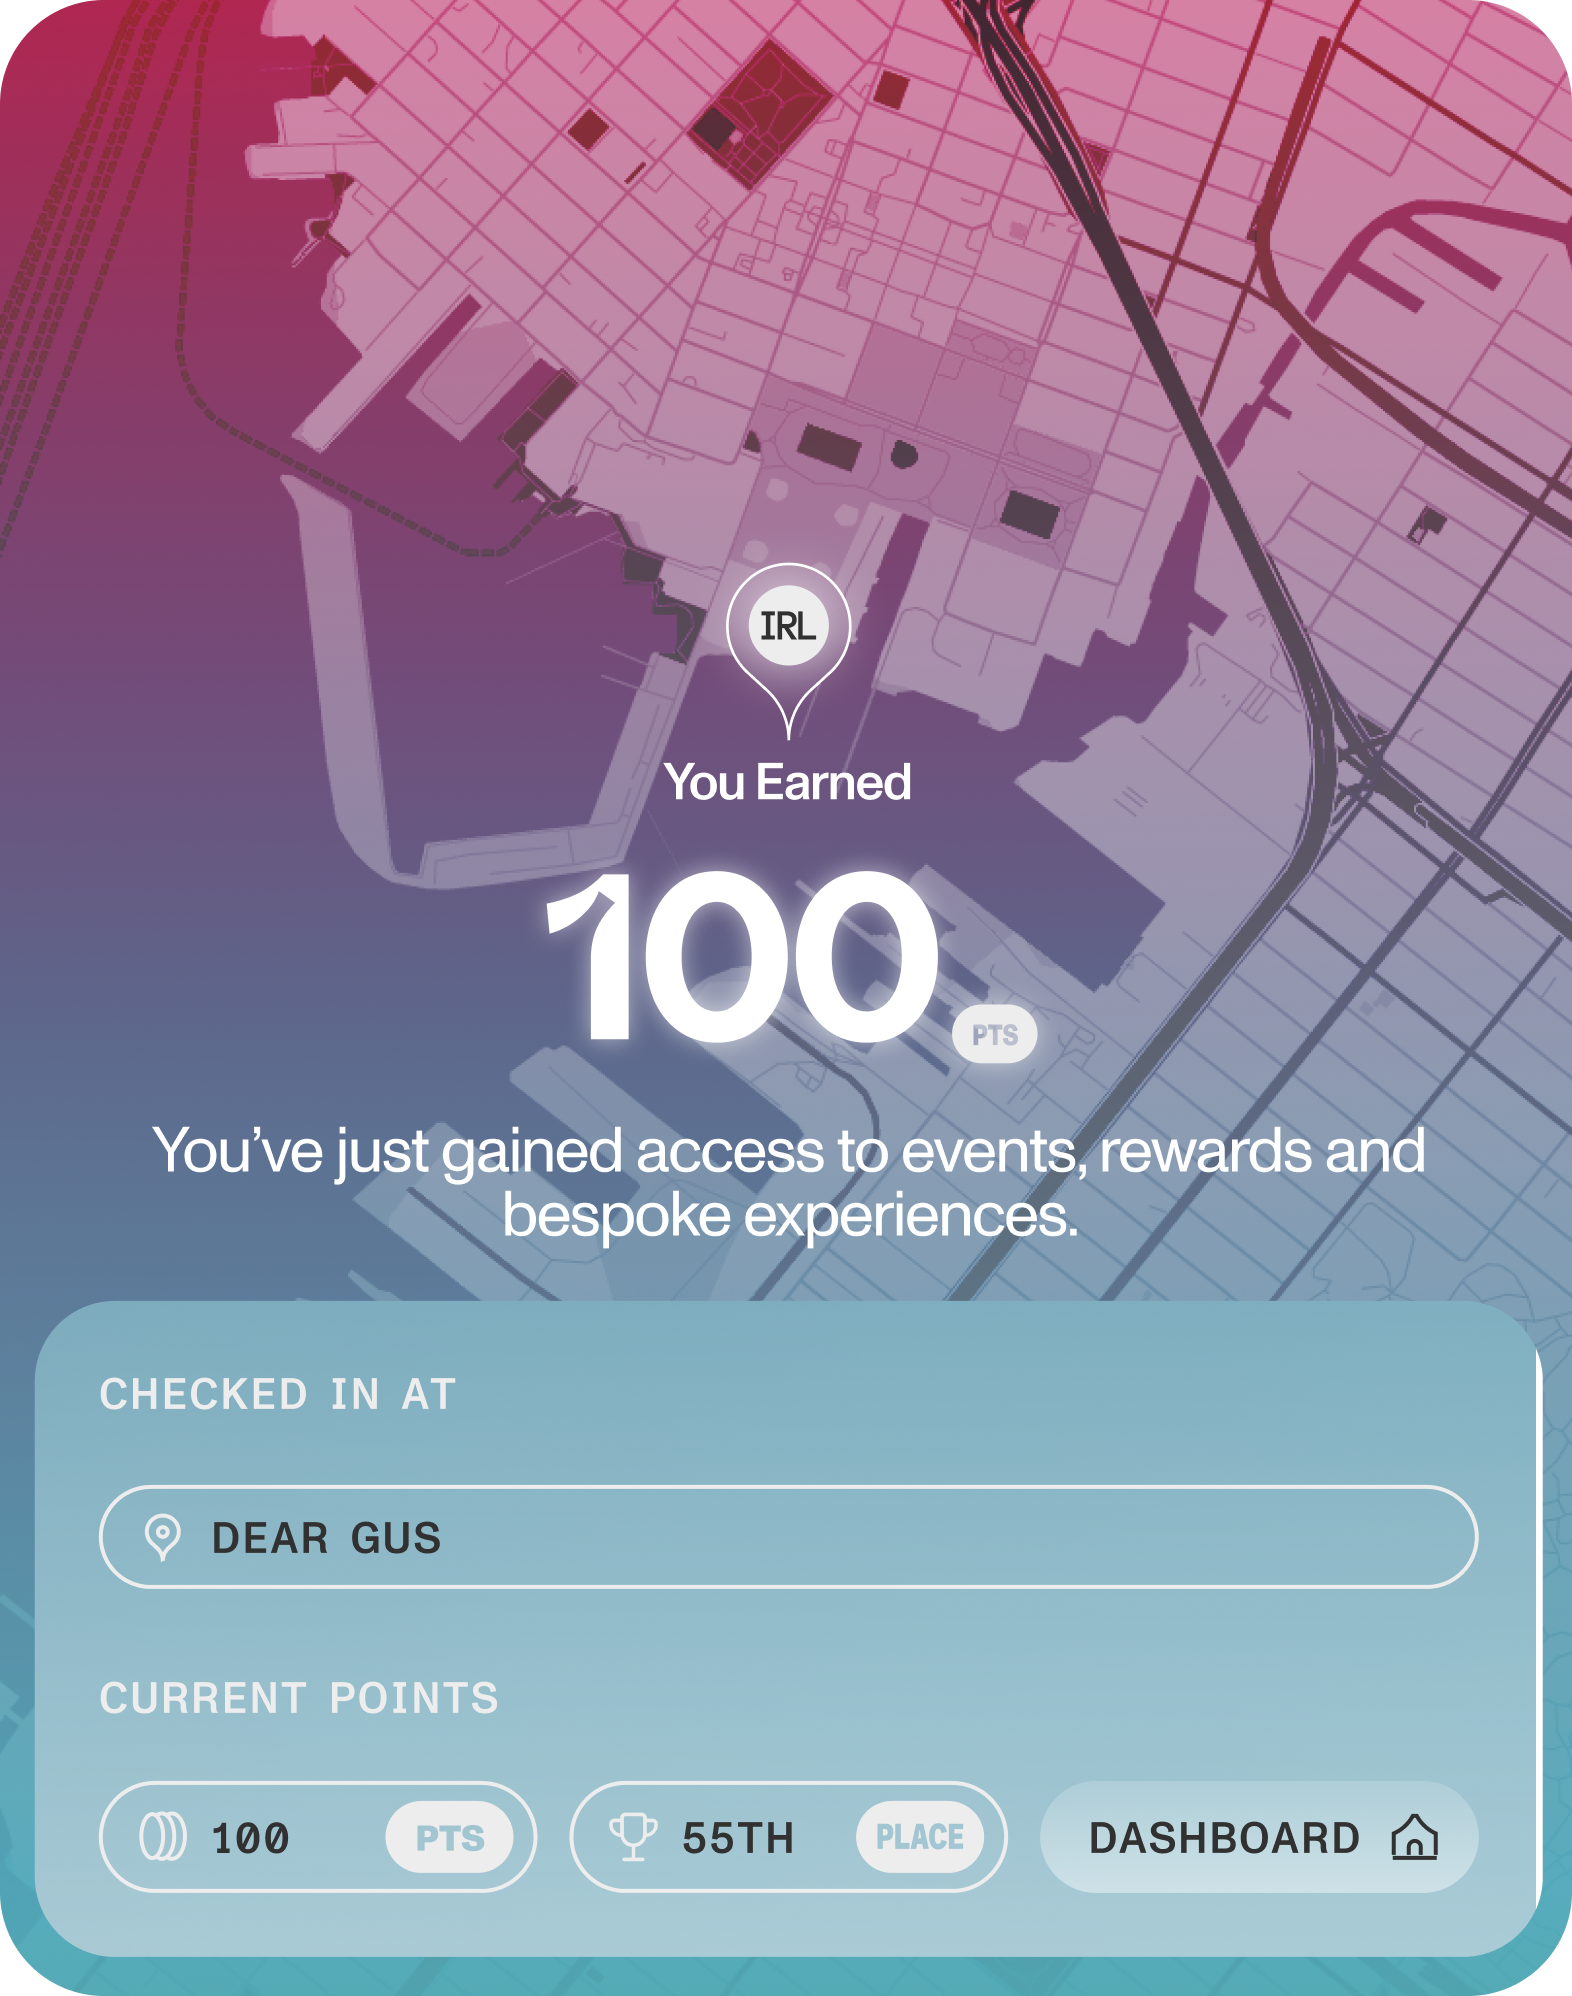 IRL
You Earned
100 PTS
You’ve just gained access to events, rewards and
bespoke experiences.
CHECKED IN AT
DEAR GUS
CURRENT POINTS
100 PTS 55TH PLACE DASHBOARD